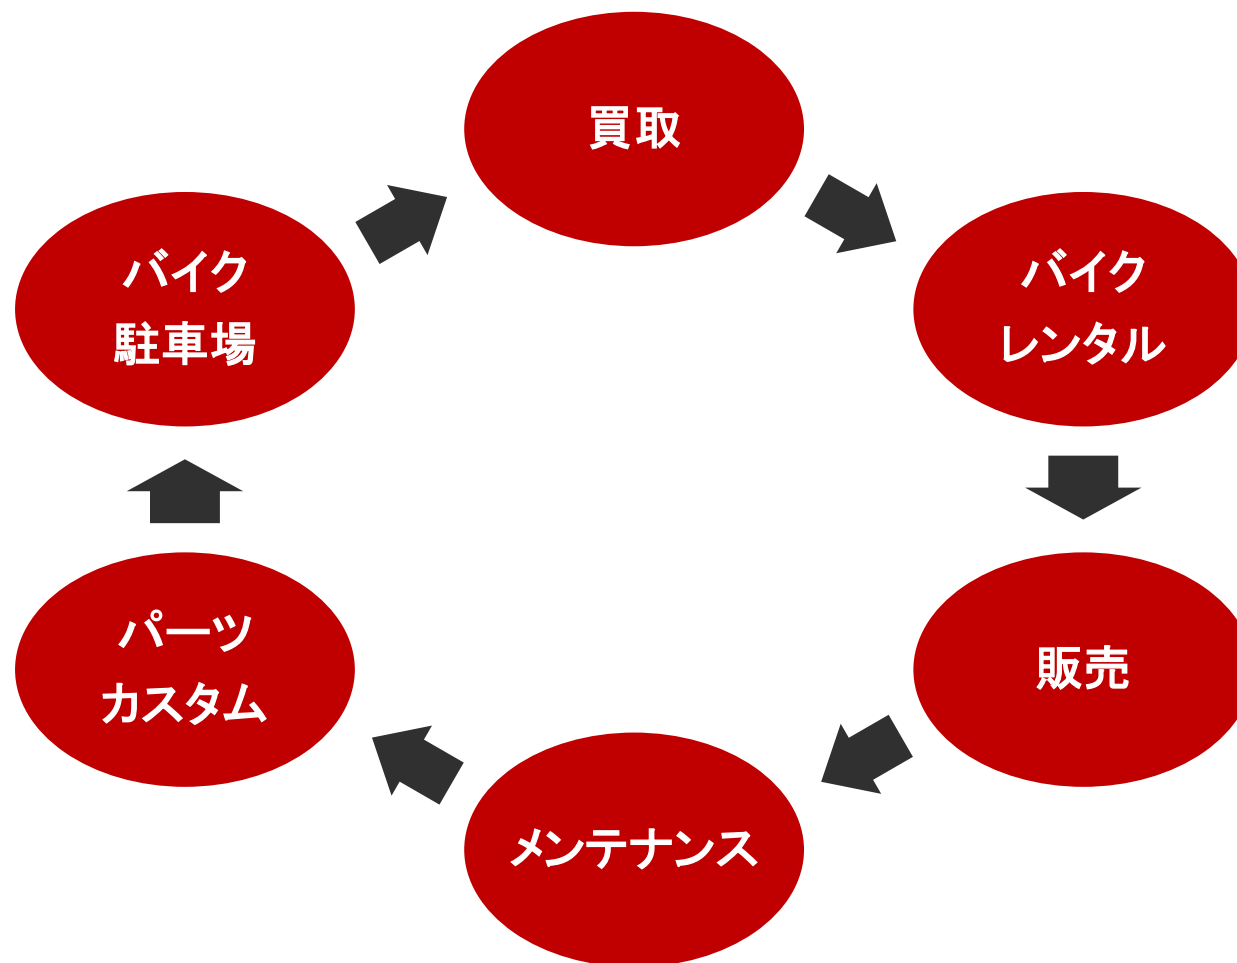 買取
バイク
レンタル
販売
メンテナンス
パーツ
カスタム
バイク
駐車場